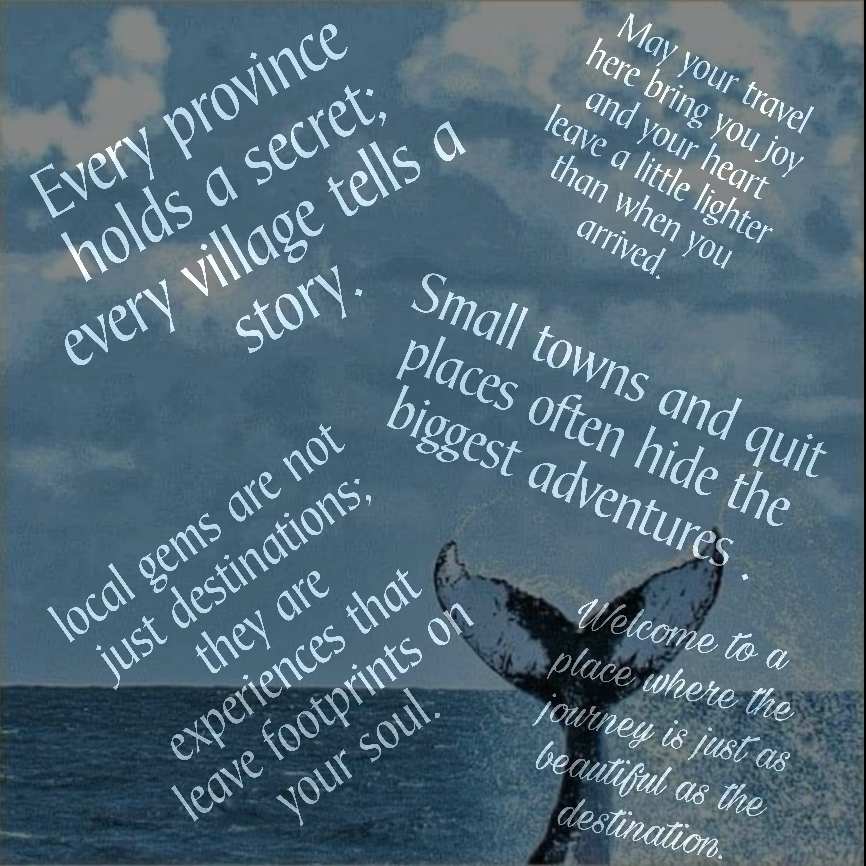 Every province
holds a secret;
every village tells a
story.
May your travel
here bring you joy
and your heart
leave a little lighter
than when you
arrived.
Small towns and quit
places often hide the
biggest adventures .
local gems are not
just destinations;
they are
experiences that
leave footprints on
your soul.
Welcome to a
place where the
journey is just as
beautiful as the
destination.